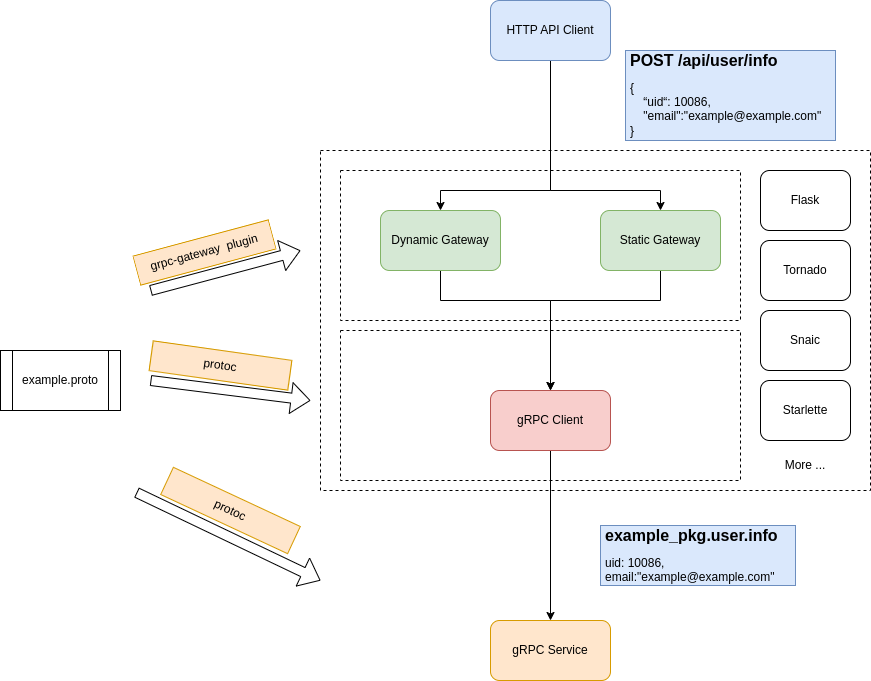 HTTP API Client
POST /api/user/info
{
“uid“: 10086,
"email":"example@example.com"
}
Dynamic Gateway
Static Gateway
Flask
Tornado
Snaic
Starlette
More ...
grpc-gateway plugin
protoc
example.proto
protoc
gRPC Client
example_pkg.user.info
uid: 10086,
email:"example@example.com"
gRPC Service